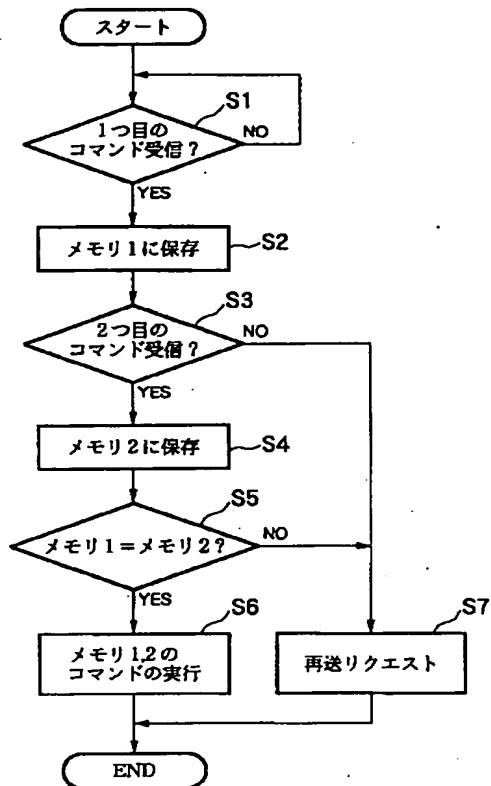 スタート
S1
1つ目の
コマンド受信？
NO
YES
メモリ1に保存
S2
S3
2つ目の
コマンド受信？
NO
YES
メモリ2に保存
S4
S5
メモリ1＝メモリ2？
NO
YES
S6
メモリ1,2の
コマンドの実行
S7
再送リクエスト
END